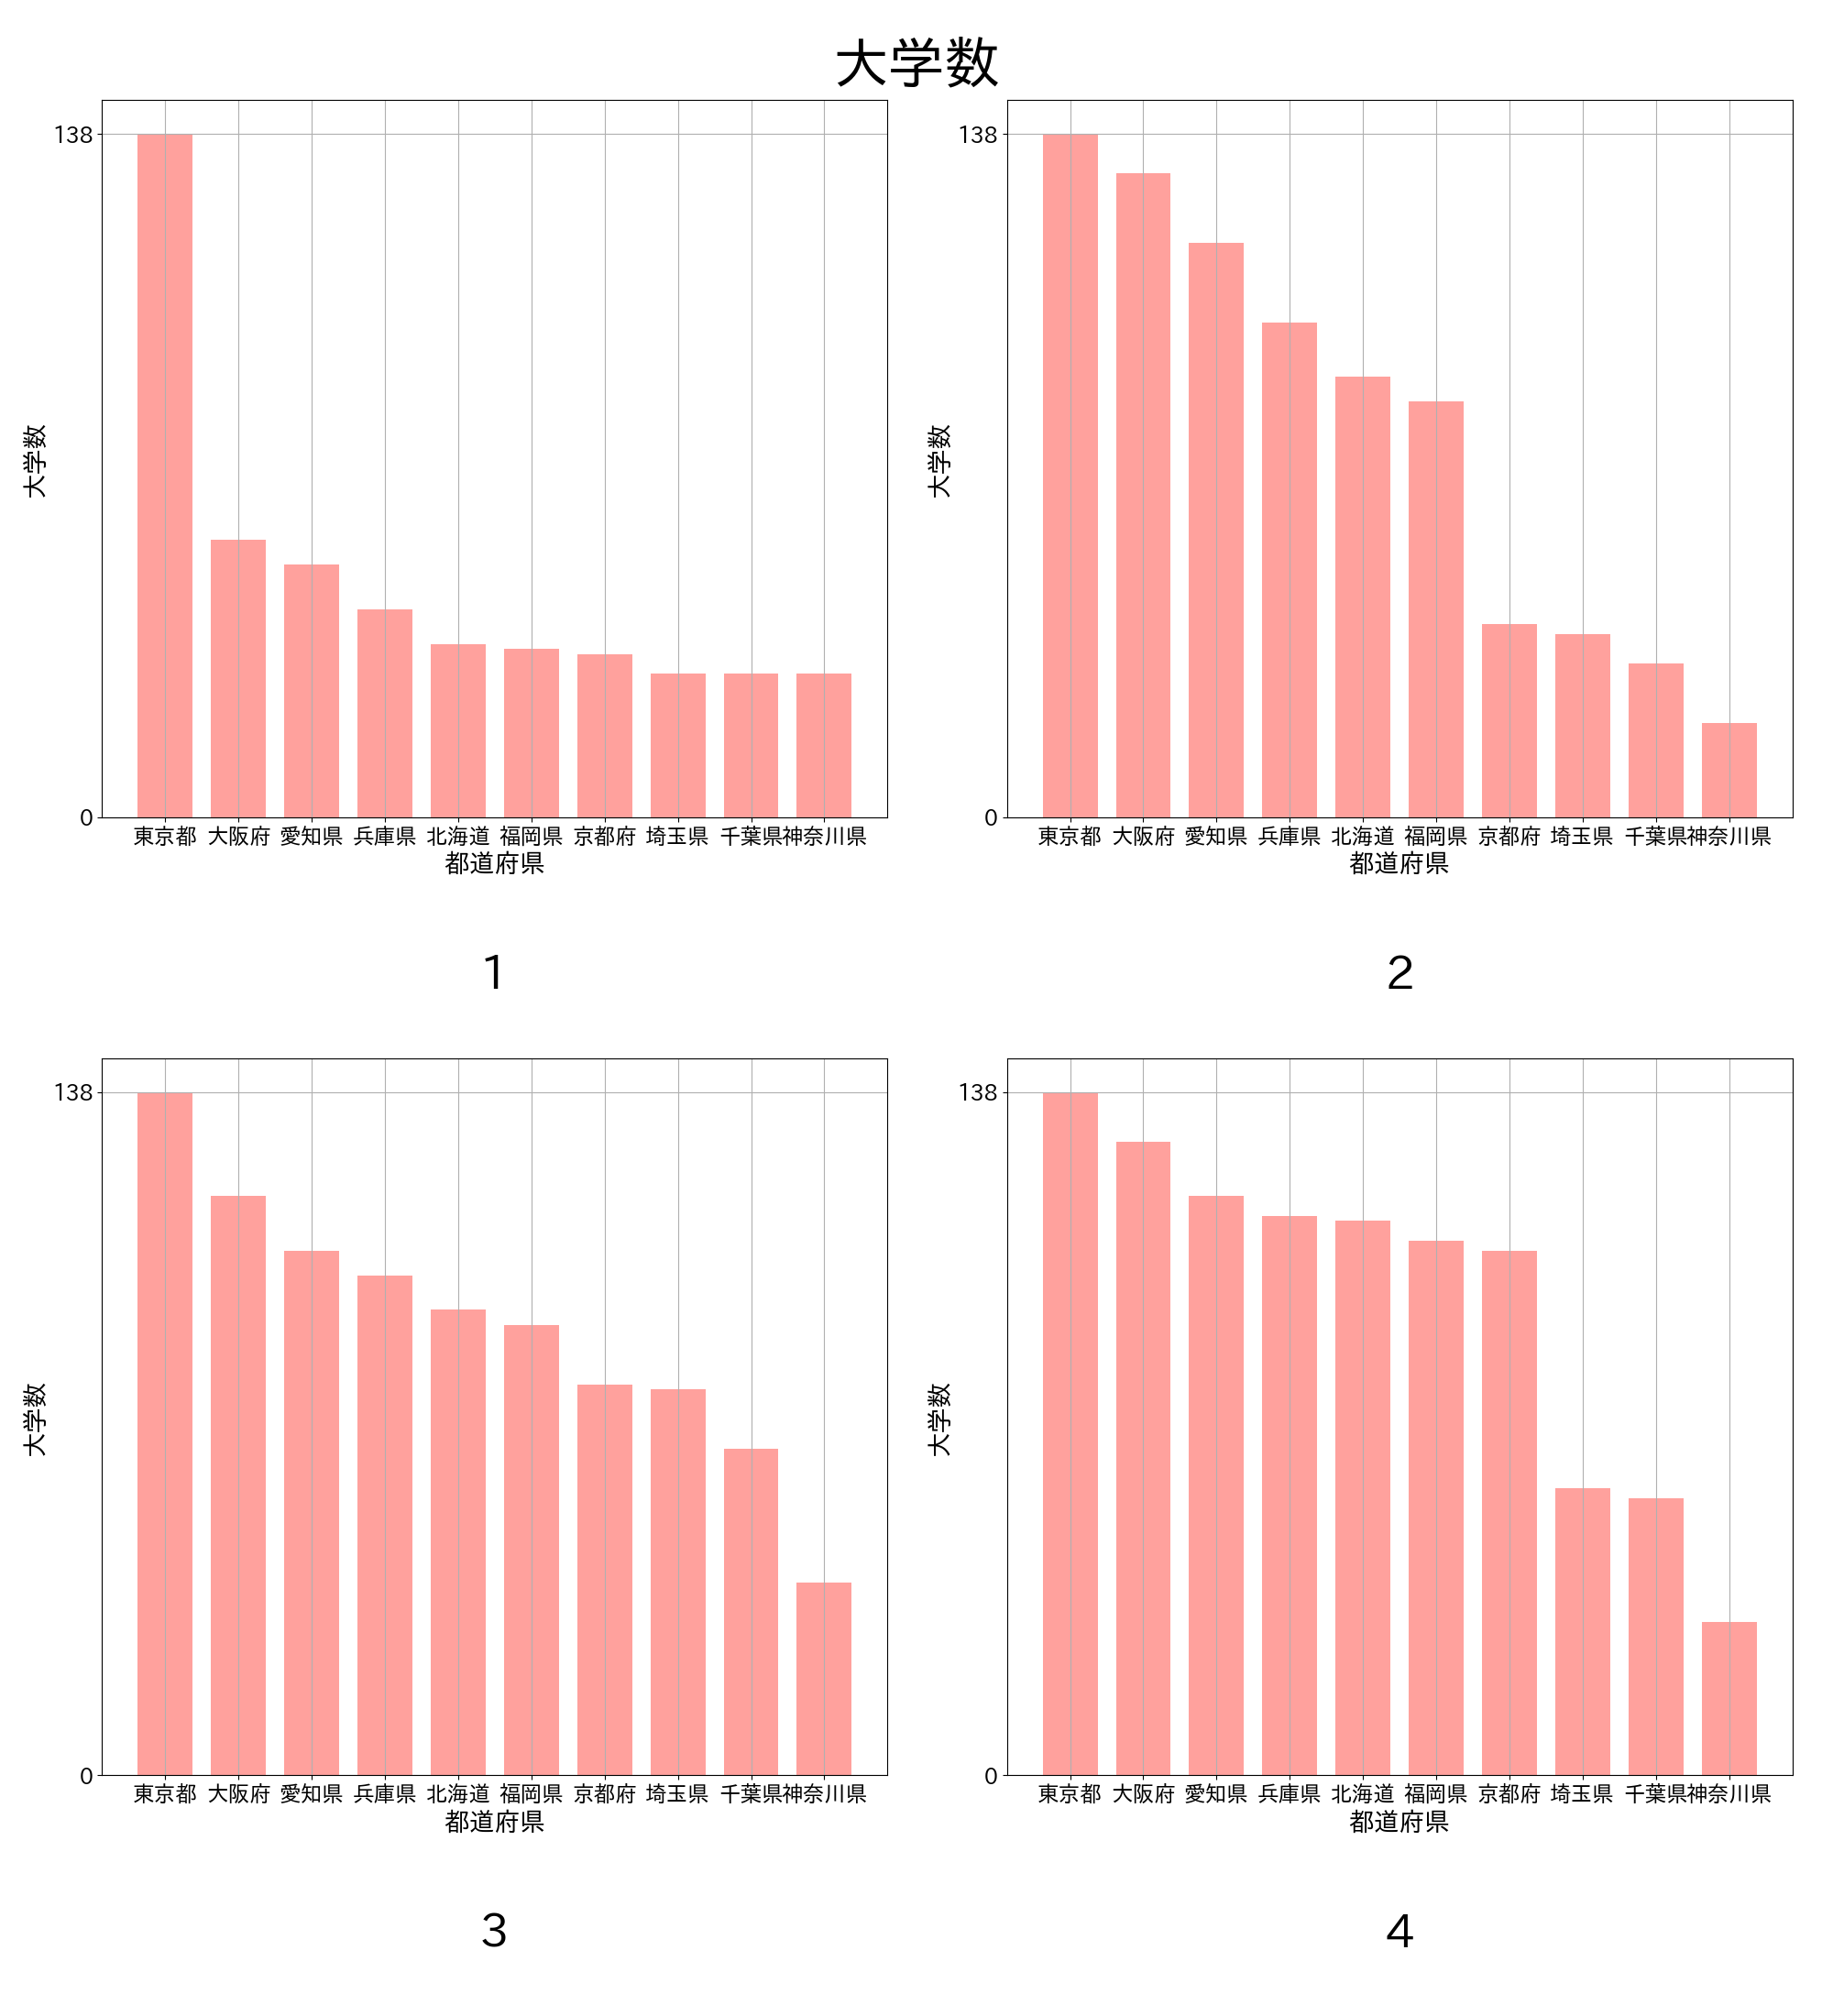 大学数
138
0
大学数
東京都 大阪府 愛知県 兵庫県 北海道 福岡県 京都府 埼玉県 千葉県 神奈川県
都道府県
1
138
0
大学数
東京都 大阪府 愛知県 兵庫県 北海道 福岡県 京都府 埼玉県 千葉県 神奈川県
都道府県
2
138
0
大学数
東京都 大阪府 愛知県 兵庫県 北海道 福岡県 京都府 埼玉県 千葉県 神奈川県
都道府県
3
138
0
大学数
東京都 大阪府 愛知県 兵庫県 北海道 福岡県 京都府 埼玉県 千葉県 神奈川県
都道府県
4